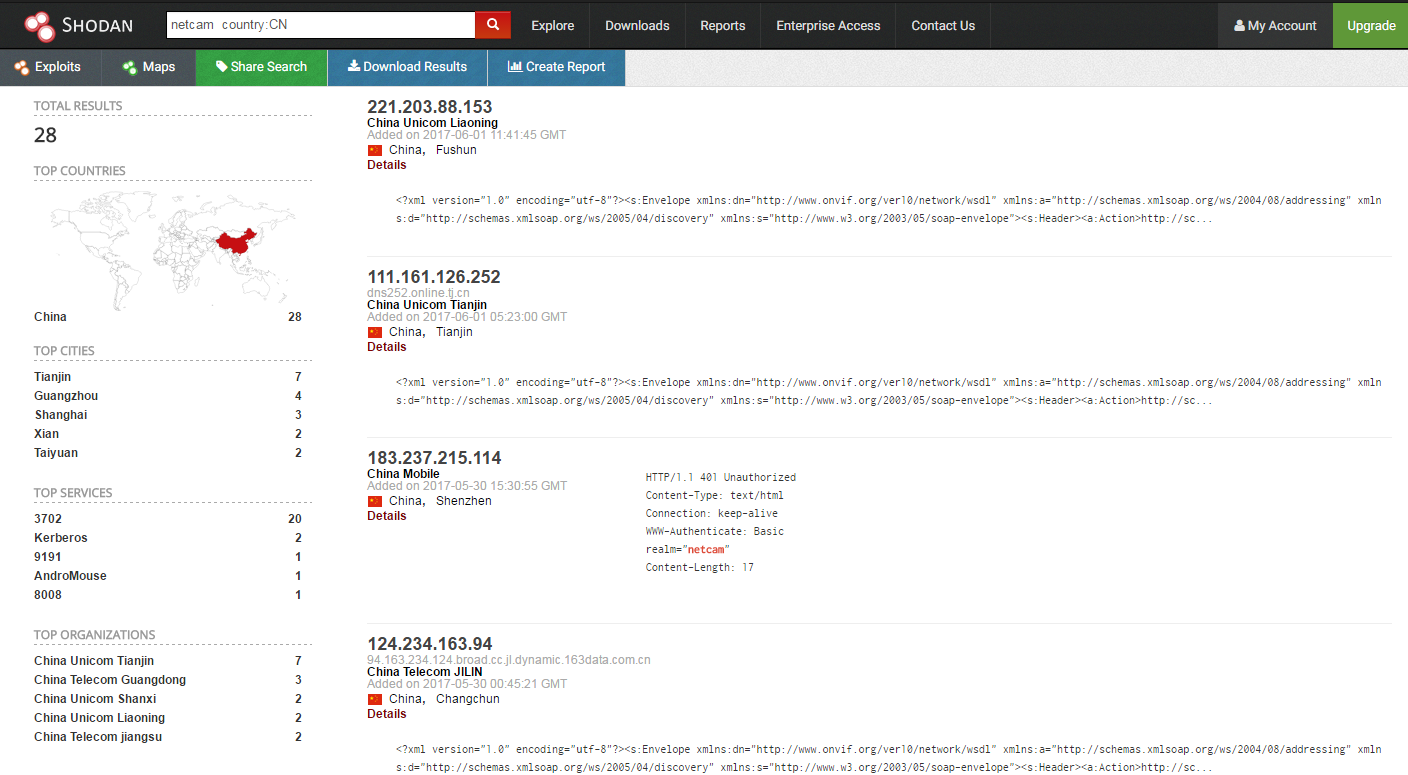 SHODAN
netcam country:CN
Explore
Downloads
Reports
Enterprise Access
Contact Us
My Account
Upgrade
Exploits
Maps
Share Search
Download Results
Create Report
TOTAL RESULTS
28
TOP COUNTRIES
China 28
TOP CITIES
Tianjin 7
Guangzhou 4
Shanghai 3
Xian 2
Taiyuan 2
TOP SERVICES
3702 20
Kerberos 2
9191 1
AndroMouse 1
8008 1
TOP ORGANIZATIONS
China Unicom Tianjin 7
China Telecom Guangdong 3
China Unicom Shanxi 2
China Unicom Liaoning 2
China Telecom jiangsu 2
221.203.88.153
China Unicom Liaoning
Added on 2017-06-01 11:41:45 GMT
China, Fushun
Details
<?xml version="1.0" encoding="utf-8"?><s:Envelope xmlns:dn="http://www.onvif.org/ver10/network/wsdl" xmlns:a="http://schemas.xmlsoap.org/ws/2004/08/addressing" xmln
s:d="http://schemas.xmlsoap.org/ws/2005/04/discovery" xmlns:s="http://www.w3.org/2003/05/soap-envelope"><s:Header><a:Action>http://sc...
111.161.126.252
dns252.online.tj.cn
China Unicom Tianjin
Added on 2017-06-01 05:23:00 GMT
China, Tianjin
Details
<?xml version="1.0" encoding="utf-8"?><s:Envelope xmlns:dn="http://www.onvif.org/ver10/network/wsdl" xmlns:a="http://schemas.xmlsoap.org/ws/2004/08/addressing" xmln
s:d="http://schemas.xmlsoap.org/ws/2005/04/discovery" xmlns:s="http://www.w3.org/2003/05/soap-envelope"><s:Header><a:Action>http://sc...
183.237.215.114
China Mobile
Added on 2017-05-30 15:30:55 GMT
China, Shenzhen
Details
HTTP/1.1 401 Unauthorized
Content-Type: text/html
Connection: keep-alive
WWW-Authenticate: Basic
realm="netcam"
Content-Length: 17
124.234.163.94
94.163.234.124.broad.cc.jl.dynamic.163data.com.cn
China Telecom JILIN
Added on 2017-05-30 00:45:21 GMT
China, Changchun
Details
<?xml version="1.0" encoding="utf-8"?><s:Envelope xmlns:dn="http://www.onvif.org/ver10/network/wsdl" xmlns:a="http://schemas.xmlsoap.org/ws/2004/08/addressing" xmln
s:d="http://schemas.xmlsoap.org/ws/2005/04/discovery" xmlns:s="http://www.w3.org/2003/05/soap-envelope"><s:Header><a:Action>http://sc...